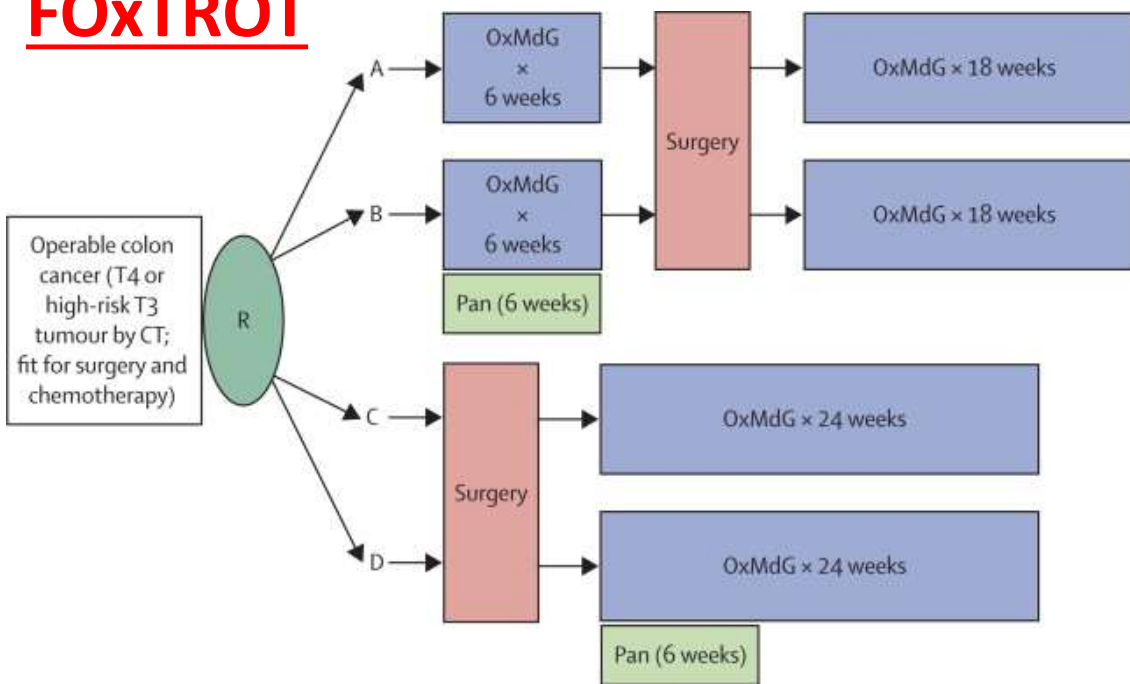 FOxTROT
A
OxMdG
×
6 weeks
Surgery
OxMdG × 18 weeks
B
OxMdG
×
6 weeks
OxMdG × 18 weeks
Pan (6 weeks)
Operable colon
cancer (T4 or
high-risk T3
tumour by CT;
fit for surgery and
chemotherapy)
R
C
Surgery
OxMdG × 24 weeks
D
OxMdG × 24 weeks
Pan (6 weeks)